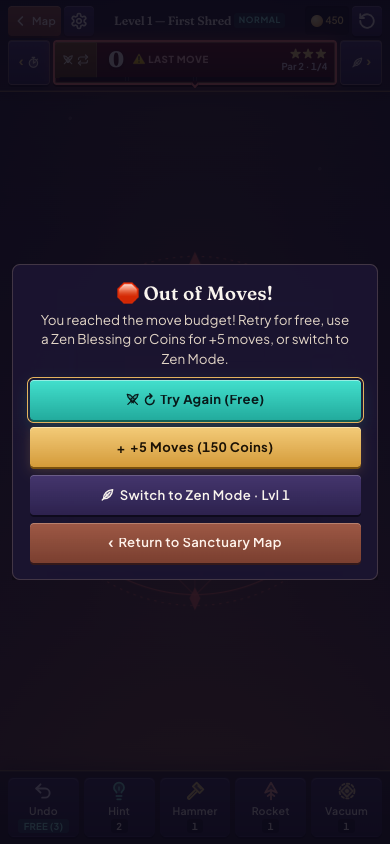 Map
Level 1 — First Shred NORMAL
450
0
LAST MOVE
Par 2 · 1/4
Out of Moves!
You reached the move budget! Retry for free, use
a Zen Blessing or Coins for +5 moves, or switch to
Zen Mode.
Try Again (Free)
+ +5 Moves (150 Coins)
Switch to Zen Mode · Lvl 1
‹ Return to Sanctuary Map
Undo
FREE (3)
Hint
2
Hammer
1
Rocket
1
Vacuum
1